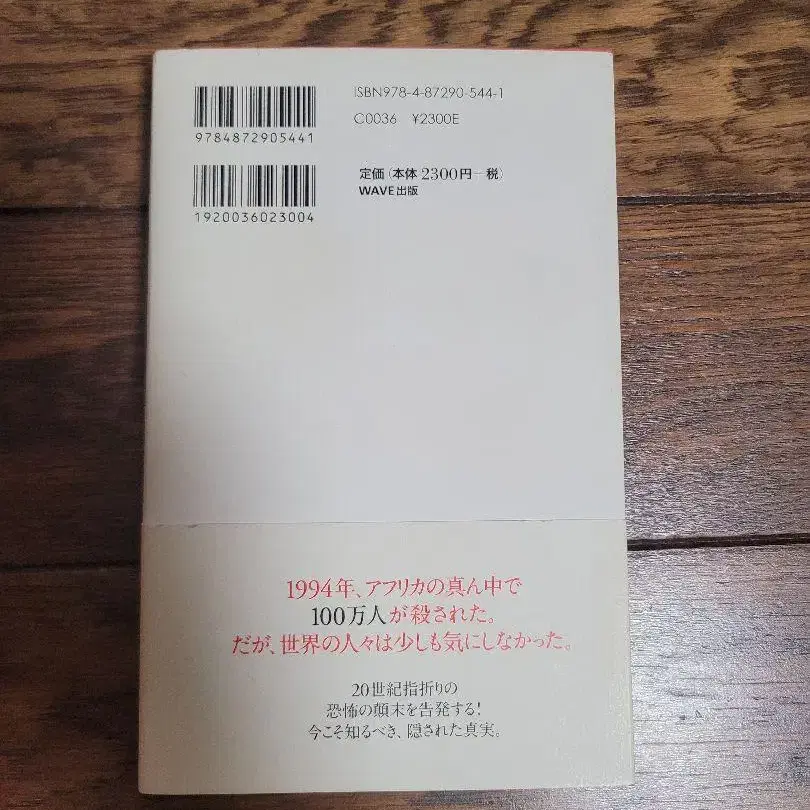 ISBN978-4-87290-544-1
C0036 ¥2300E
9784872905441
定価(本体2300円+税)
WAVE出版
1920036023004
1994年、アフリカの真ん中で
100万人が殺された。
だが、世界の人々は少しも気にしなかった。
20世紀指折りの
恐怖の顛末を告発する!
今こそ知るべき、隠された真実。